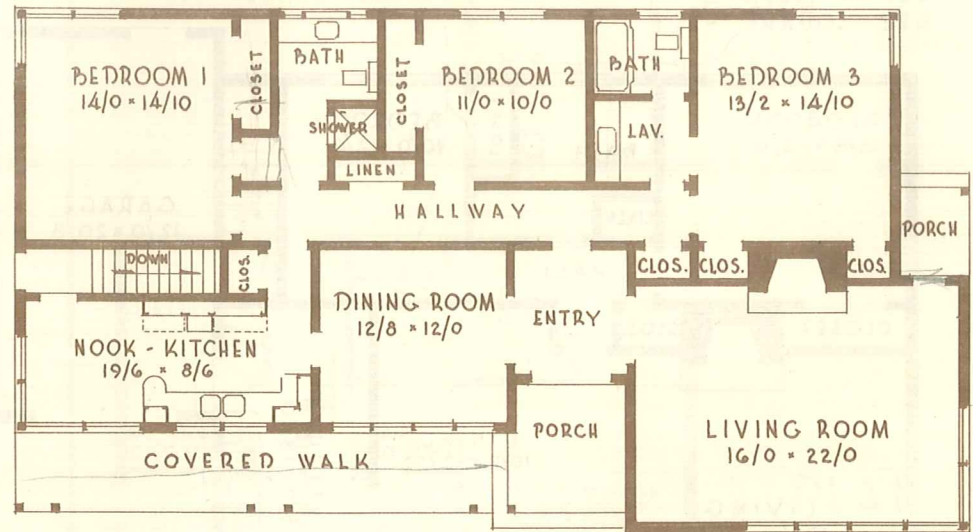 BEDROOM 1
14/0 × 14/10
CLOSET
BATH
SHOWER
LINEN
CLOSET
BEDROOM 2
11/0 × 10/0
BATH
LAV.
BEDROOM 3
13/2 × 14/10
HALLWAY
PORCH
DOWN
CLOS.
CLOS.
CLOS.
CLOS.
NOOK - KITCHEN
19/6 × 8/6
DINING ROOM
12/8 × 12/0
ENTRY
PORCH
LIVING ROOM
16/0 × 22/0
COVERED WALK
GARAGE